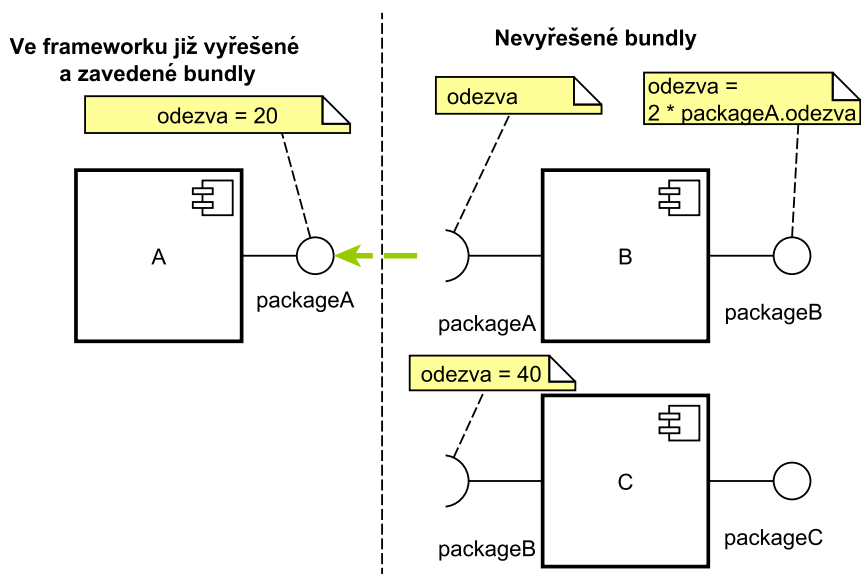 Ve frameworku již vyřešené
a zavedené bundly
Nevyřešené bundly
odezva = 20
odezva
odezva =
2 * packageA.odezva
A
packageA
B
packageA
packageB
odezva = 40
C
packageB
packageC